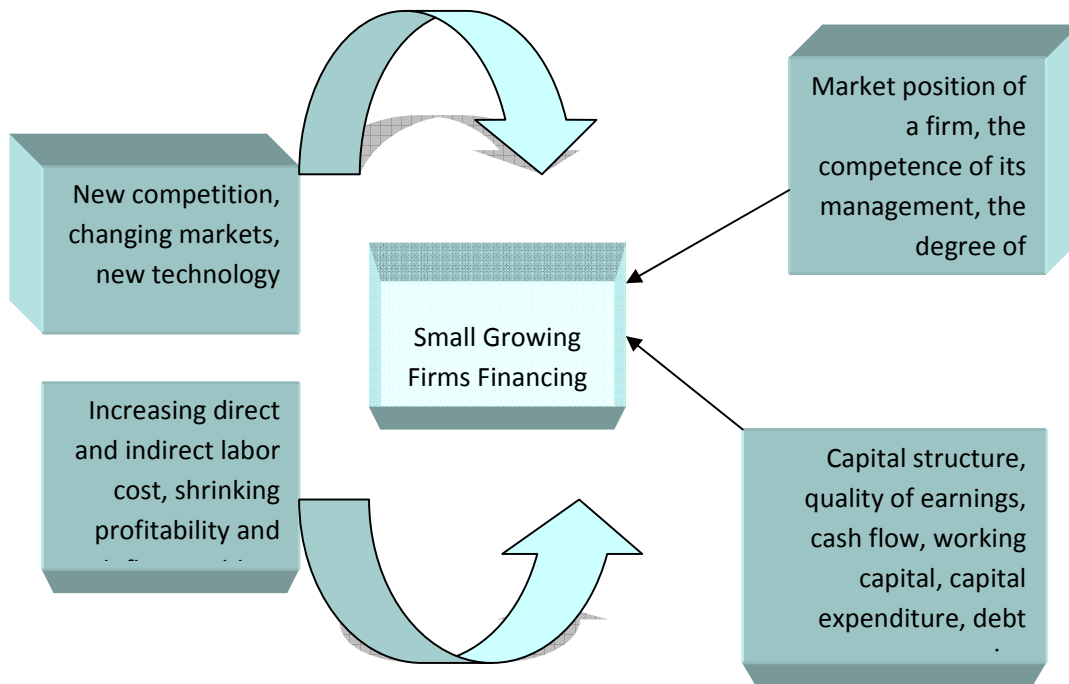 New competition,
changing markets,
new technology
Increasing direct
and indirect labor
cost, shrinking
profitability and
Small Growing
Firms Financing
Market position of
a firm, the
competence of its
management, the
degree of
Capital structure,
quality of earnings,
cash flow, working
capital, capital
expenditure, debt